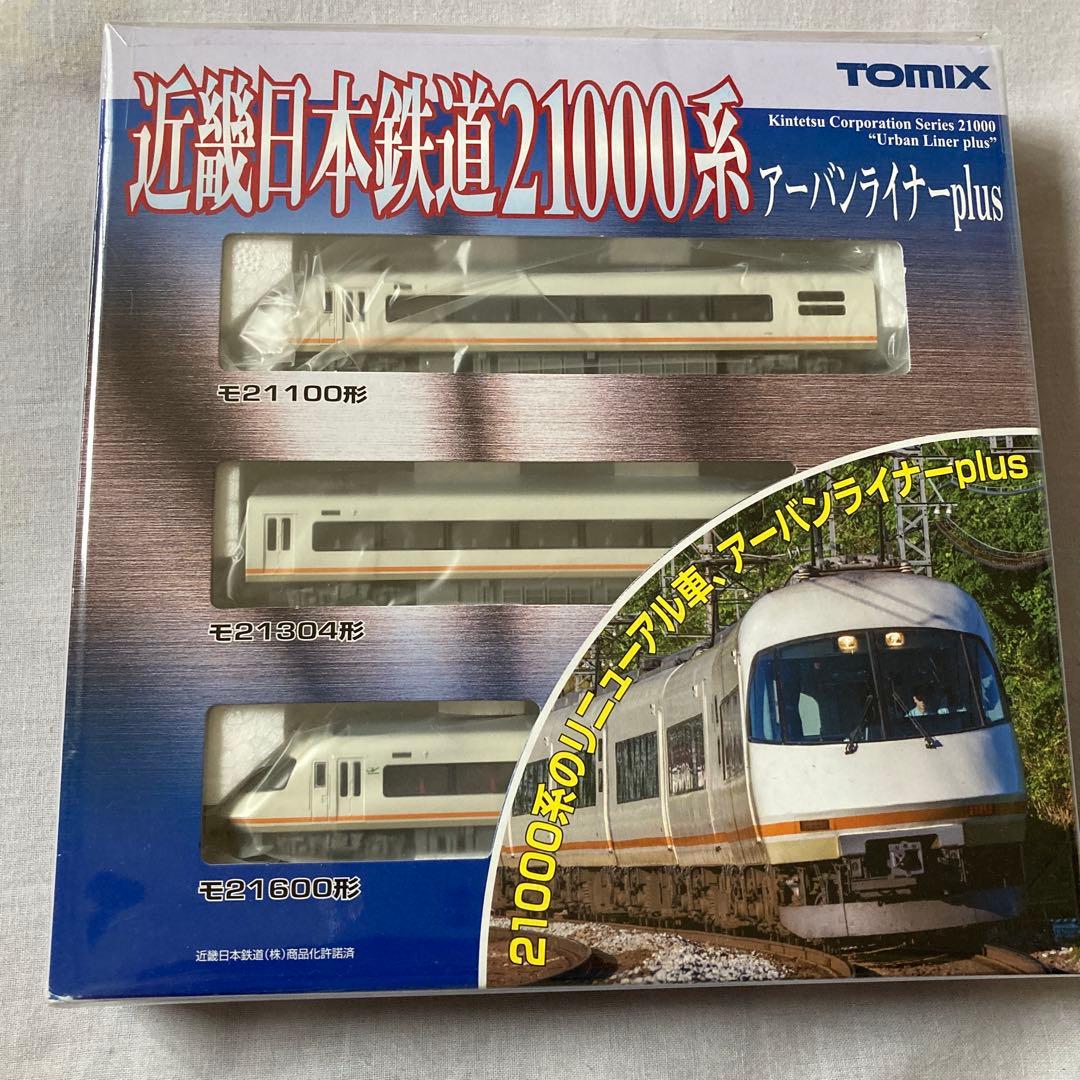 TOMIX
近畿日本鉄道21000系
Kintetsu Corporation Series 21000
“Urban Liner plus”
アーバンライナーplus
モ21100形
モ21304形
モ21600形
21000系のリニューアル車、アーバンライナーplus
近畿日本鉄道(株)商品化許諾済